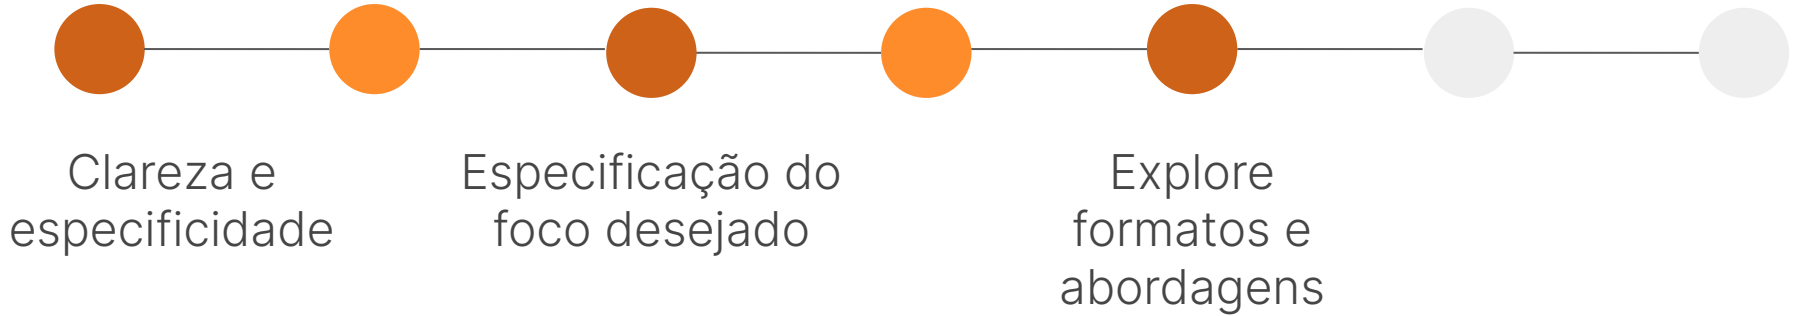 Clareza e
especificidade
Especificação do
foco desejado
Explore
formatos e
abordagens